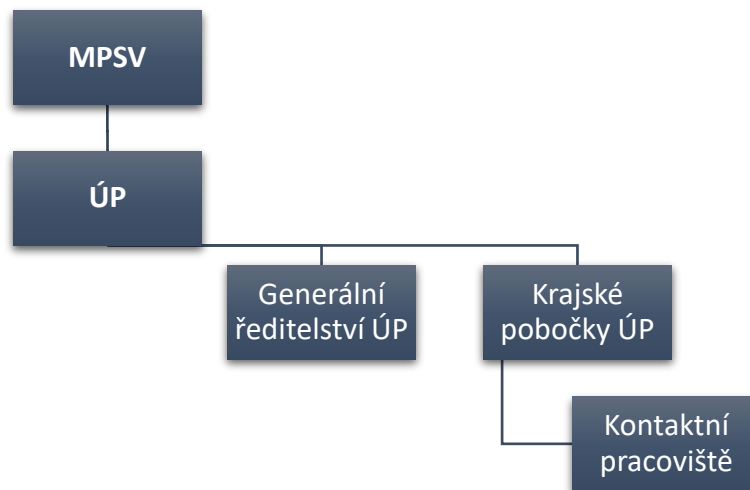 MPSV
ÚP
Generální
ředitelství ÚP
Krajské
pobočky ÚP
Kontaktní
pracoviště